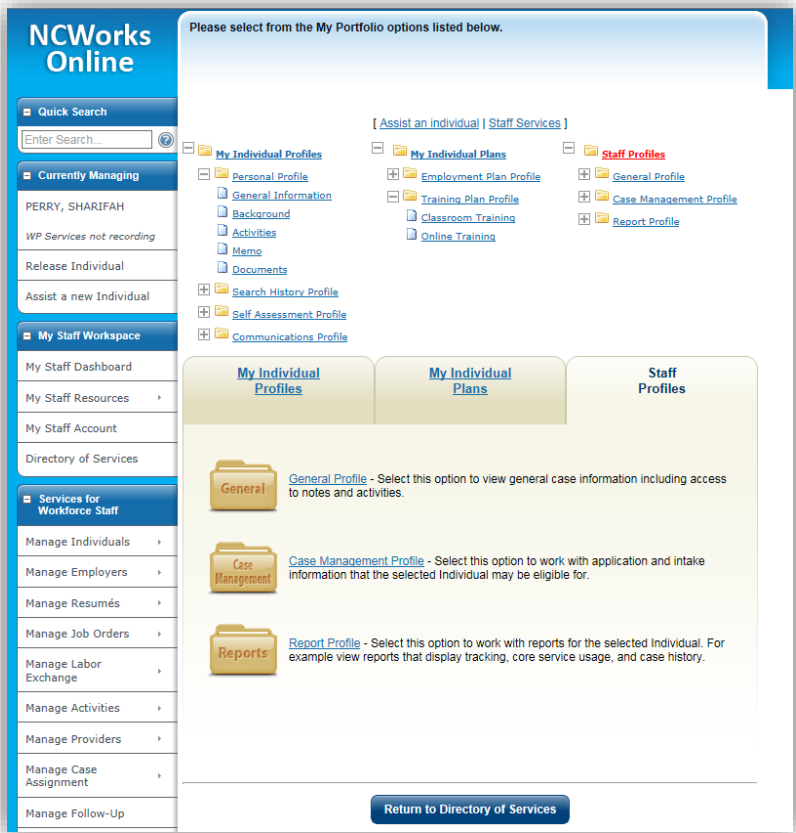 NCWorks
Online
Please select from the My Portfolio options listed below.
Quick Search
Enter Search...
Currently Managing
PERRY, SHARIFAH
WP Services not recording
Release Individual
Assist a new Individual
My Staff Workspace
My Staff Dashboard
My Staff Resources
My Staff Account
Directory of Services
Services for
Workforce Staff
Manage Individuals
Manage Employers
Manage Resumés
Manage Job Orders
Manage Labor
Exchange
Manage Activities
Manage Providers
Manage Case
Assignment
Manage Follow-Up
[ Assist an individual | Staff Services ]
My Individual Profiles
Personal Profile
General Information
Background
Activities
Memo
Documents
Search History Profile
Self Assessment Profile
Communications Profile
My Individual Plans
Employment Plan Profile
Training Plan Profile
Classroom Training
Online Training
Staff Profiles
General Profile
Case Management Profile
Report Profile
My Individual
Profiles
My Individual
Plans
Staff
Profiles
General
General Profile - Select this option to view general case information including access
to notes and activities.
Case
Management
Case Management Profile - Select this option to work with application and intake
information that the selected Individual may be eligible for.
Reports
Report Profile - Select this option to work with reports for the selected Individual. For
example view reports that display tracking, core service usage, and case history.
Return to Directory of Services